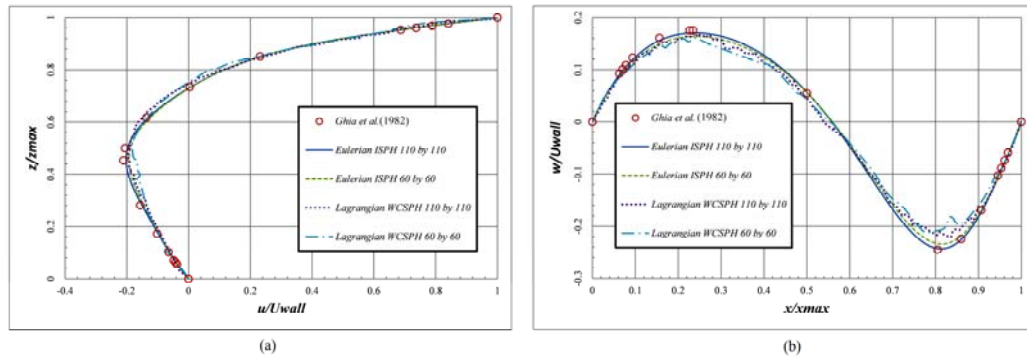 z/zmax
1
0.8
0.6
0.4
0.2
0
-0.4
-0.2
0
0.2
0.4
0.6
0.8
1
u/Uwall
Ghia et al. (1982)
Eulerian ISPH 110 by 110
Eulerian ISPH 60 by 60
Lagrangian WCSPH 110 by 110
Lagrangian WCSPH 60 by 60
(a)
w/Uwall
0.2
0.1
0
-0.1
-0.2
-0.3
0
0.1
0.2
0.3
0.4
0.5
0.6
0.7
0.8
0.9
1
x/xmax
Ghia et al. (1982)
Eulerian ISPH 110 by 110
Eulerian ISPH 60 by 60
Lagrangian WCSPH 110 by 110
Lagrangian WCSPH 60 by 60
(b)